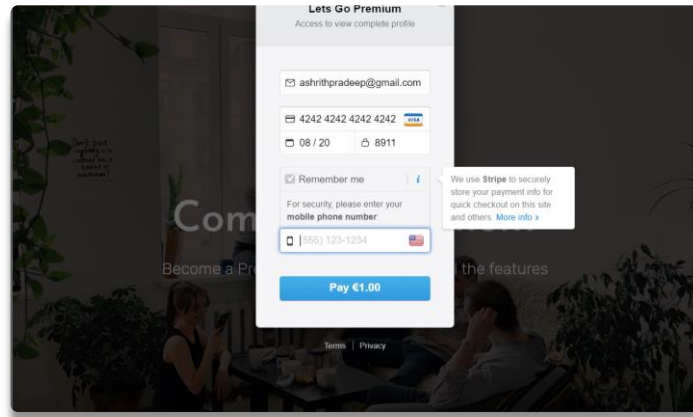 Lets Go Premium
Access to view complete profile
ashrithpradeep@gmail.com
4242 4242 4242 4242 VISA
08 / 20 8911
Remember me i
We use Stripe to securely
store your payment info for
quick checkout on this site
and others. More info »
For security, please enter your
mobile phone number.
(555) 123-1234
Com
Become a Pr
l the features
Pay €1.00
Terms | Privacy